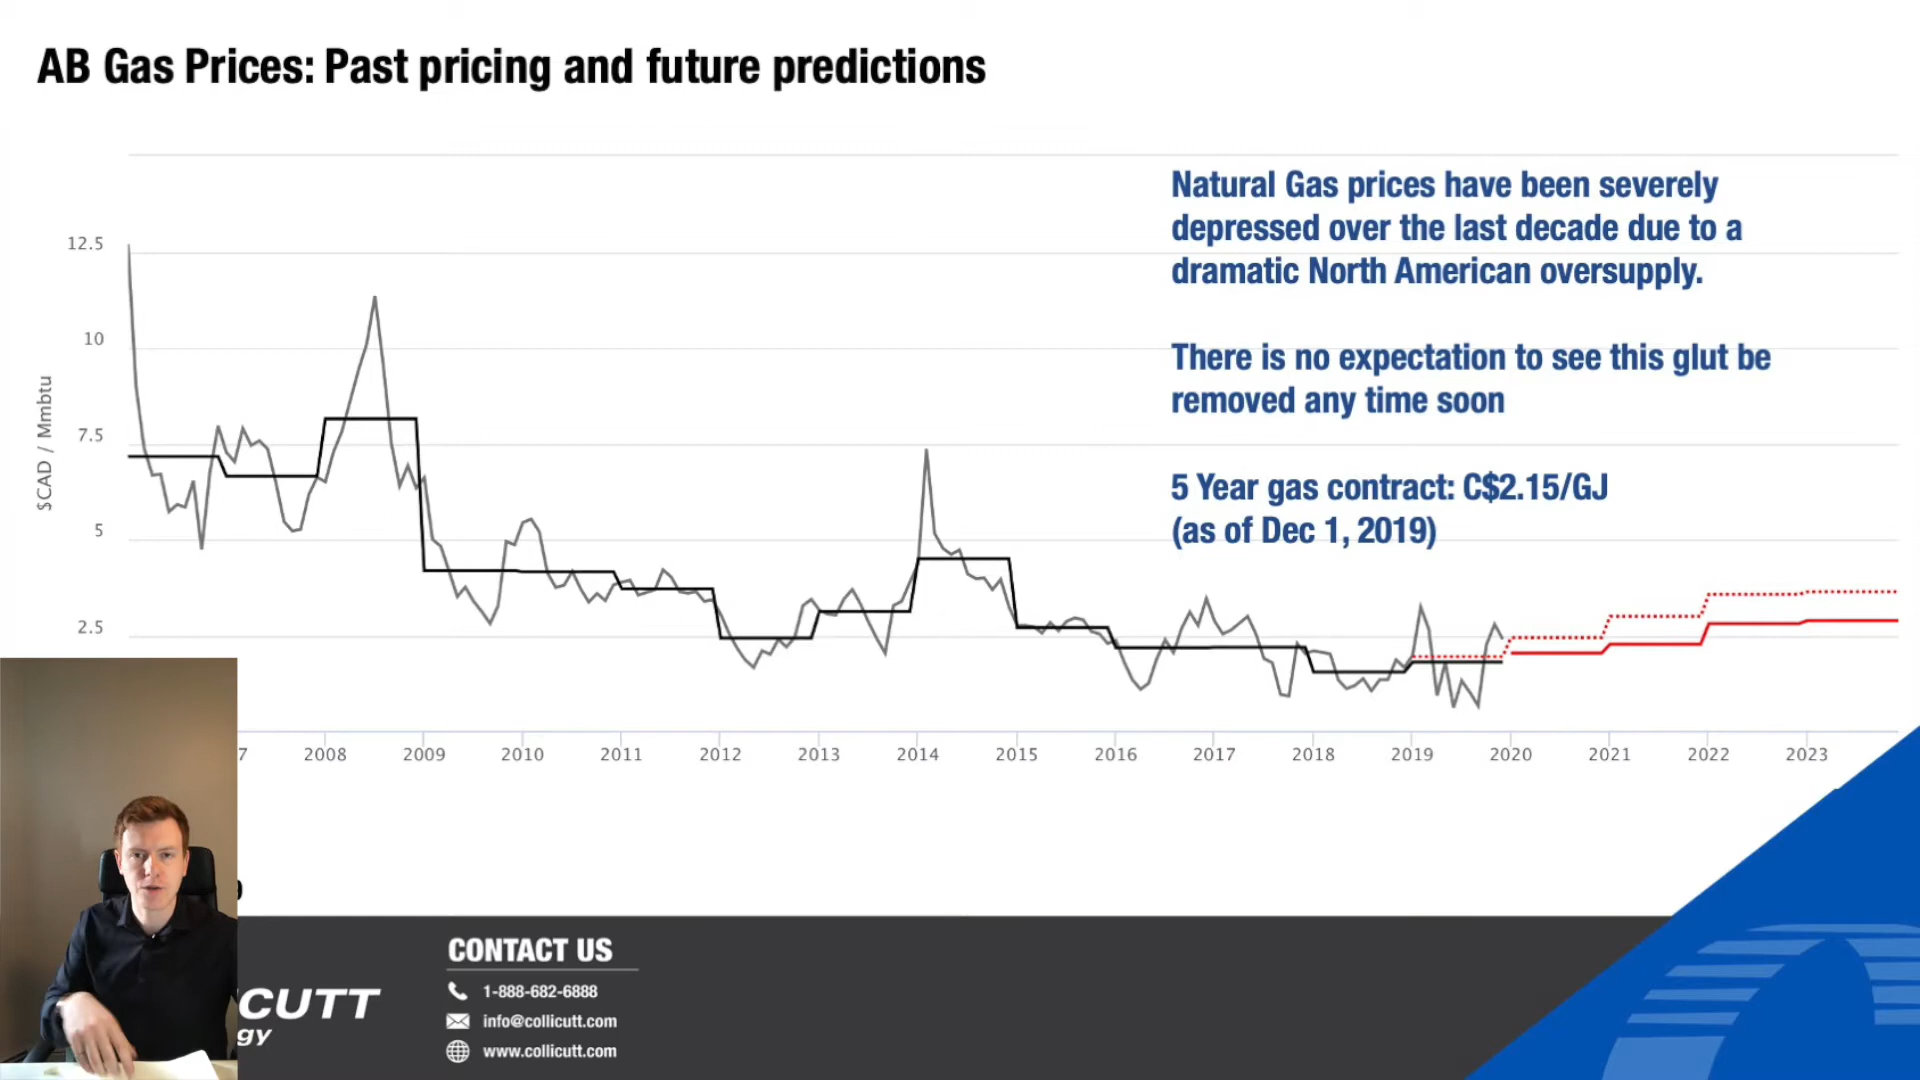 AB Gas Prices: Past pricing and future predictions
Natural Gas prices have been severely
depressed over the last decade due to a
dramatic North American oversupply.
There is no expectation to see this glut be
removed any time soon
5 Year gas contract: C$2.15/GJ
(as of Dec 1, 2019)
$CAD / Mmbtu
12.5
10
7.5
5
2.5
7 2008 2009 2010 2011 2012 2013 2014 2015 2016 2017 2018 2019 2020 2021 2022 2023
CUTT
gy
CONTACT US
1-888-682-6888
info@collicutt.com
www.collicutt.com